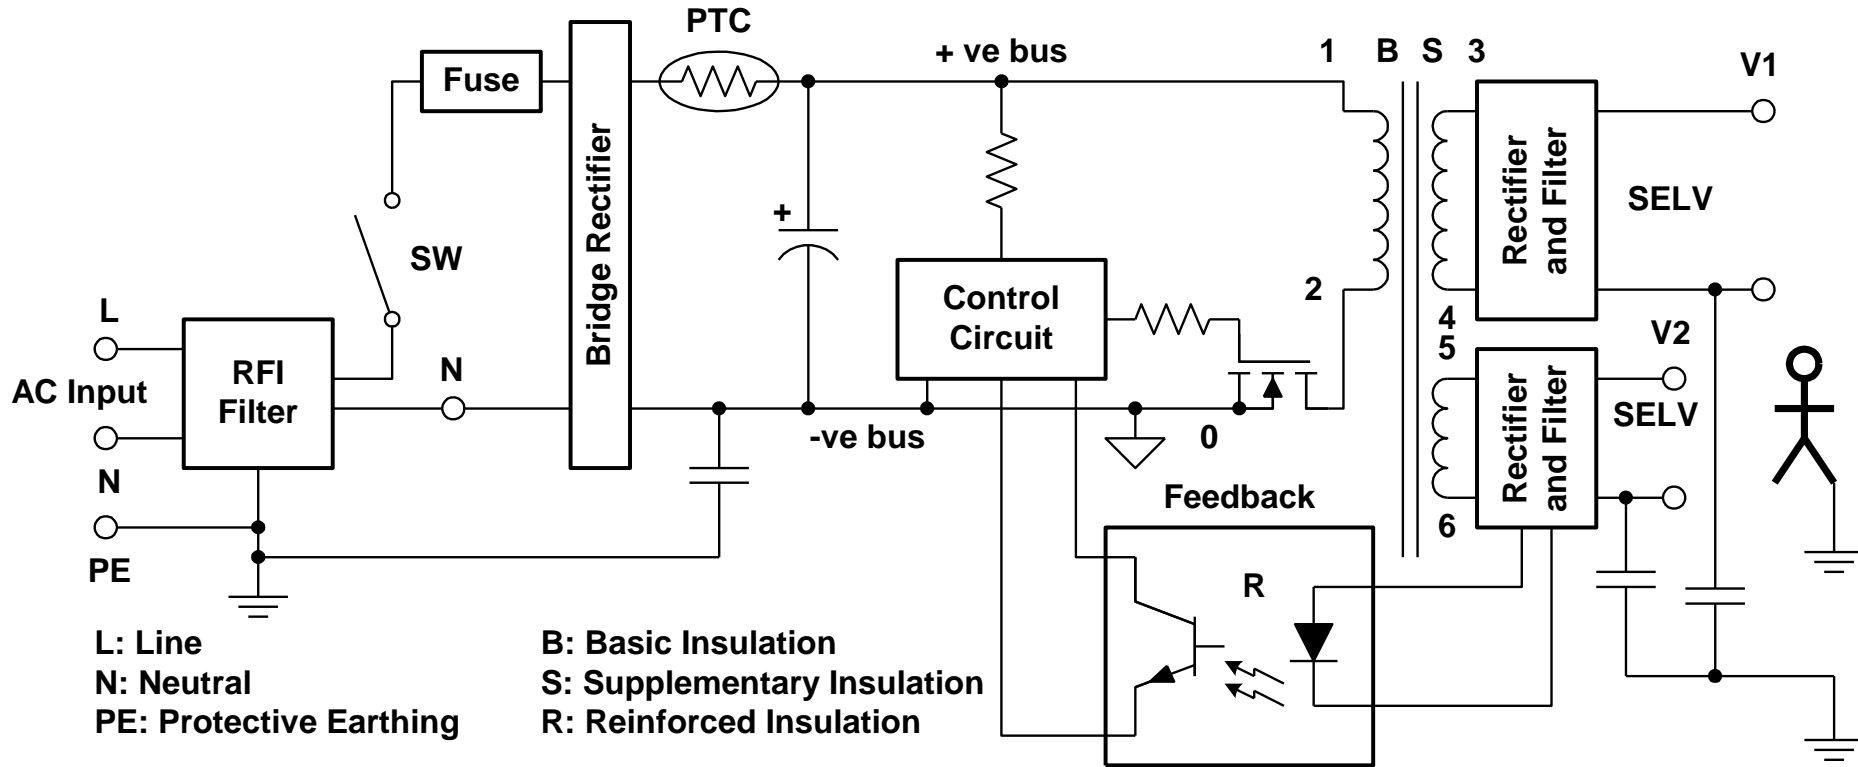 PTC
+ ve bus
1 B S 3
V1
Fuse
Bridge Rectifier
Rectifier
and Filter
SELV
+
SW
2
Control
Circuit
L
4
5
V2
RFI
Filter
N
AC Input
Rectifier
and Filter
SELV
-ve bus
0
N
Feedback
6
PE
R
L: Line
N: Neutral
PE: Protective Earthing
B: Basic Insulation
S: Supplementary Insulation
R: Reinforced Insulation